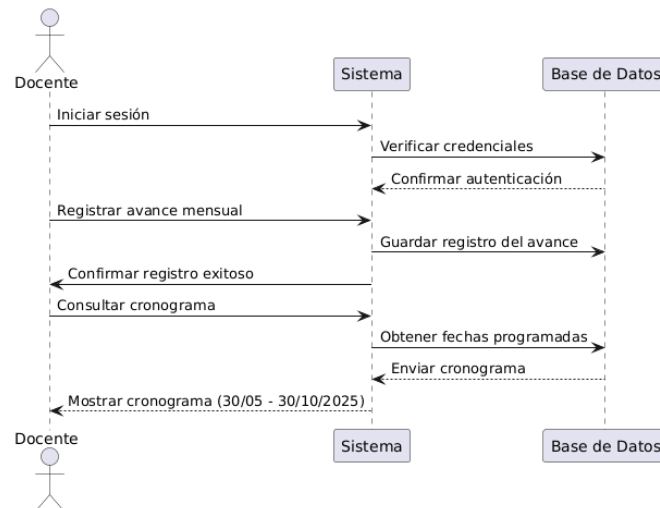 Docente
Sistema
Base de Datos
Iniciar sesión
Verificar credenciales
Confirmar autenticación
Registrar avance mensual
Guardar registro del avance
Confirmar registro exitoso
Consultar cronograma
Obtener fechas programadas
Enviar cronograma
Mostrar cronograma (30/05 - 30/10/2025)
Docente
Sistema
Base de Datos